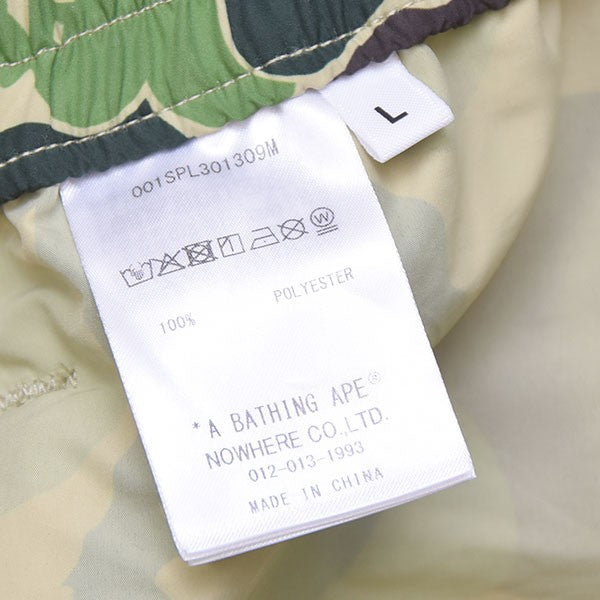 L
001SPL301309M
W
100% POLYESTER
*A BATHING APE®
NOWHERE CO.,LTD.
012-013-1993
MADE IN CHINA